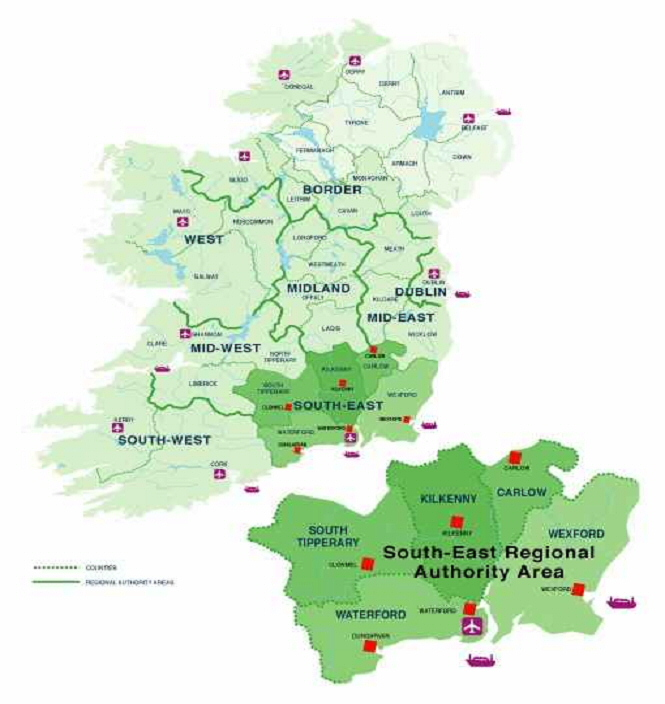 DONEGAL
DERRY
DERRY
ANTRIM
TYRONE
BELFAST
FERMANAGH
ARMAGH
DOWN
MONAGHAN
SLIGO
BORDER
LEITRIM
CAVAN
LOUTH
MAYO
ROSCOMMON
WEST
LONGFORD
MEATH
WESTMEATH
GALWAY
MIDLAND
OFFALY
DUBLIN
DUBLIN
KILDARE
MID-EAST
LAOIS
WICKLOW
SHANNON
CLARE
MID-WEST
NORTH
TIPPERARY
CARLOW
CARLOW
KILKENNY
LIMERICK
SOUTH
TIPPERARY
KILKENNY
WEXFORD
CLONMEL
SOUTH-EAST
WEXFORD
KERRY
WATERFORD
WATERFORD
SOUTH-WEST
DUNGARVAN
CORK
CARLOW
KILKENNY
CARLOW
SOUTH
TIPPERARY
KILKENNY
WEXFORD
South-East Regional
Authority Area
CLONMEL
WEXFORD
WATERFORD
WATERFORD
DUNGARVAN
COUNTIES
REGIONAL AUTHORITY AREAS